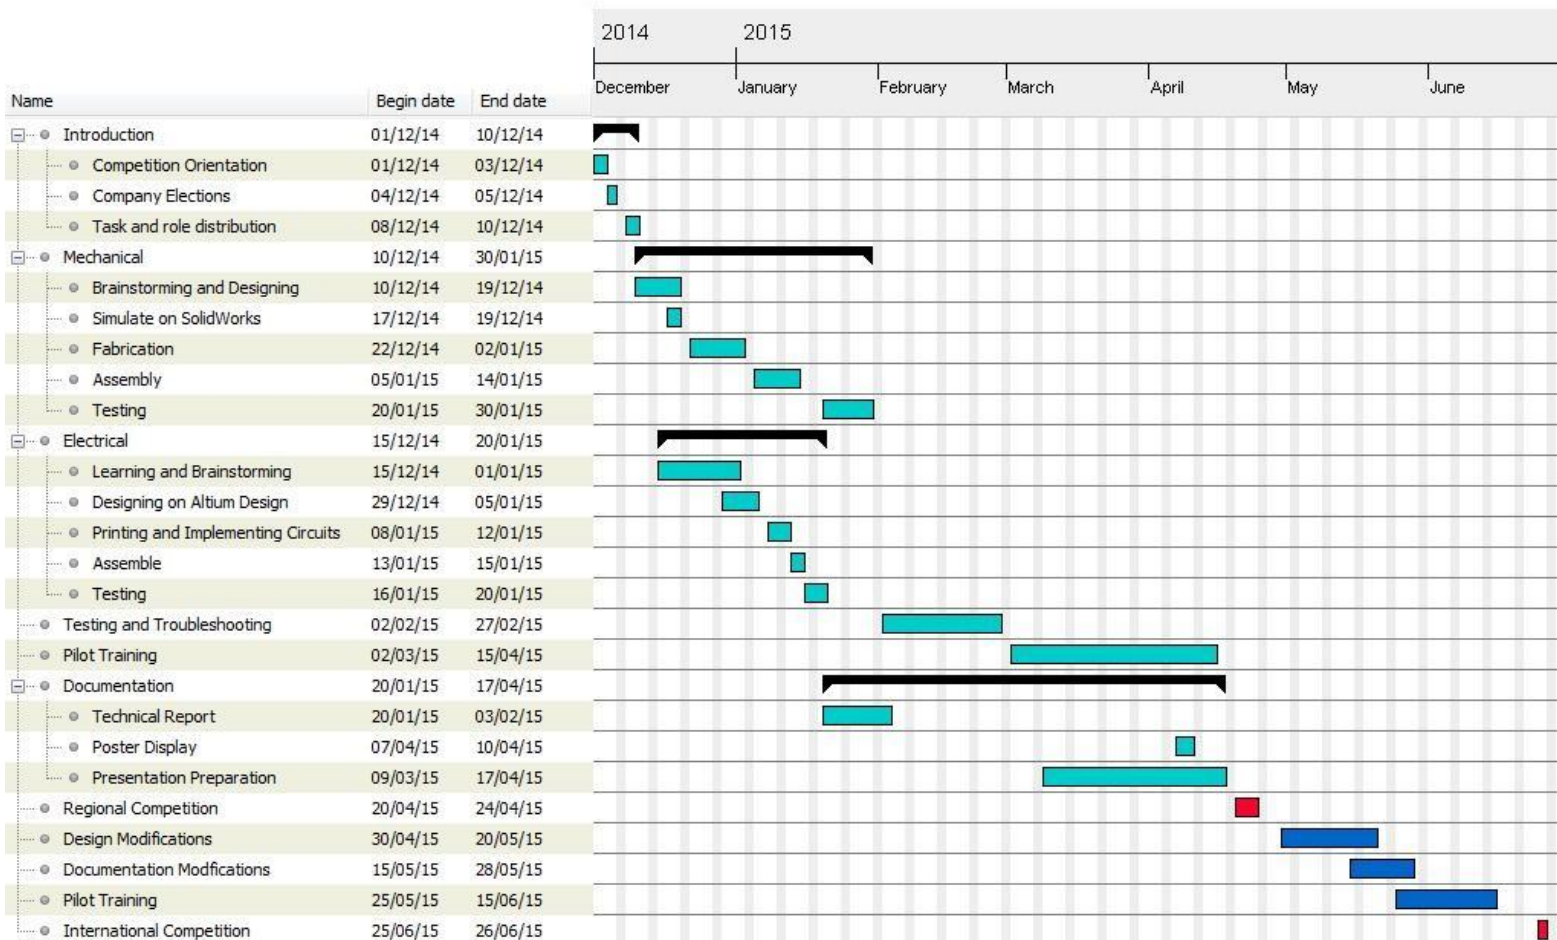 2014 2015
December January February March April May June
Name Begin date End date
Introduction 01/12/14 10/12/14
Competition Orientation 01/12/14 03/12/14
Company Elections 04/12/14 05/12/14
Task and role distribution 08/12/14 10/12/14
Mechanical 10/12/14 30/01/15
Brainstorming and Designing 10/12/14 19/12/14
Simulate on SolidWorks 17/12/14 19/12/14
Fabrication 22/12/14 02/01/15
Assembly 05/01/15 14/01/15
Testing 20/01/15 30/01/15
Electrical 15/12/14 20/01/15
Learning and Brainstorming 15/12/14 01/01/15
Designing on Altium Design 29/12/14 05/01/15
Printing and Implementing Circuits 08/01/15 12/01/15
Assemble 13/01/15 15/01/15
Testing 16/01/15 20/01/15
Testing and Troubleshooting 02/02/15 27/02/15
Pilot Training 02/03/15 15/04/15
Documentation 20/01/15 17/04/15
Technical Report 20/01/15 03/02/15
Poster Display 07/04/15 10/04/15
Presentation Preparation 09/03/15 17/04/15
Regional Competition 20/04/15 24/04/15
Design Modifications 30/04/15 20/05/15
Documentation Modfications 15/05/15 28/05/15
Pilot Training 25/05/15 15/06/15
International Competition 25/06/15 26/06/15